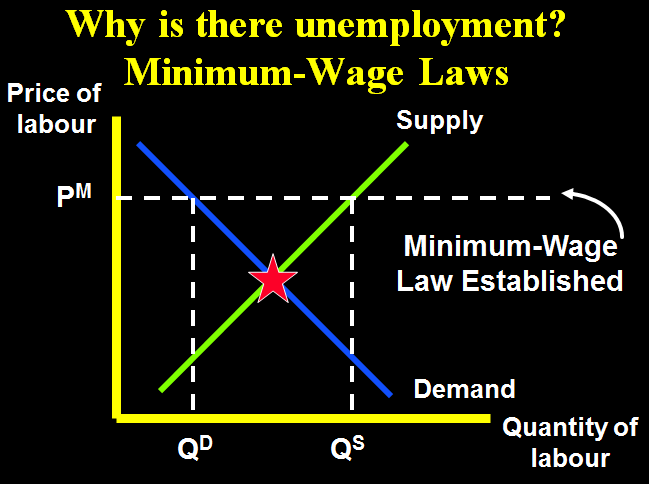 Why is there unemployment?
Minimum-Wage Laws
Price of
labour
Supply
PM
Minimum-Wage
Law Established
Demand
QD
QS
Quantity of
labour